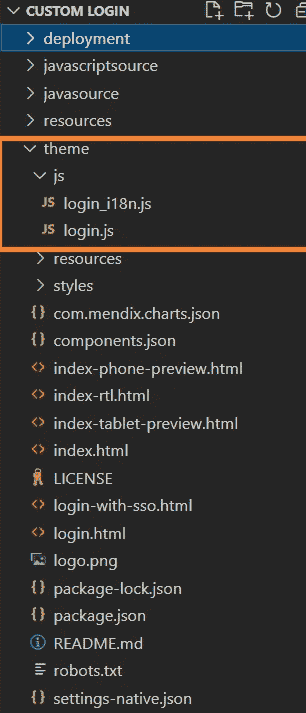 CUSTOM LOGIN
deployment
javascriptsource
javasource
resources
theme
js
JS login_i18n.js
JS login.js
resources
styles
{} com.mendix.charts.json
{} components.json
<> index-phone-preview.html
<> index-rtl.html
<> index-tablet-preview.html
<> index.html
LICENSE
<> login-with-sso.html
<> login.html
logo.png
{} package-lock.json
{} package.json
README.md
robots.txt
{} settings-native.json